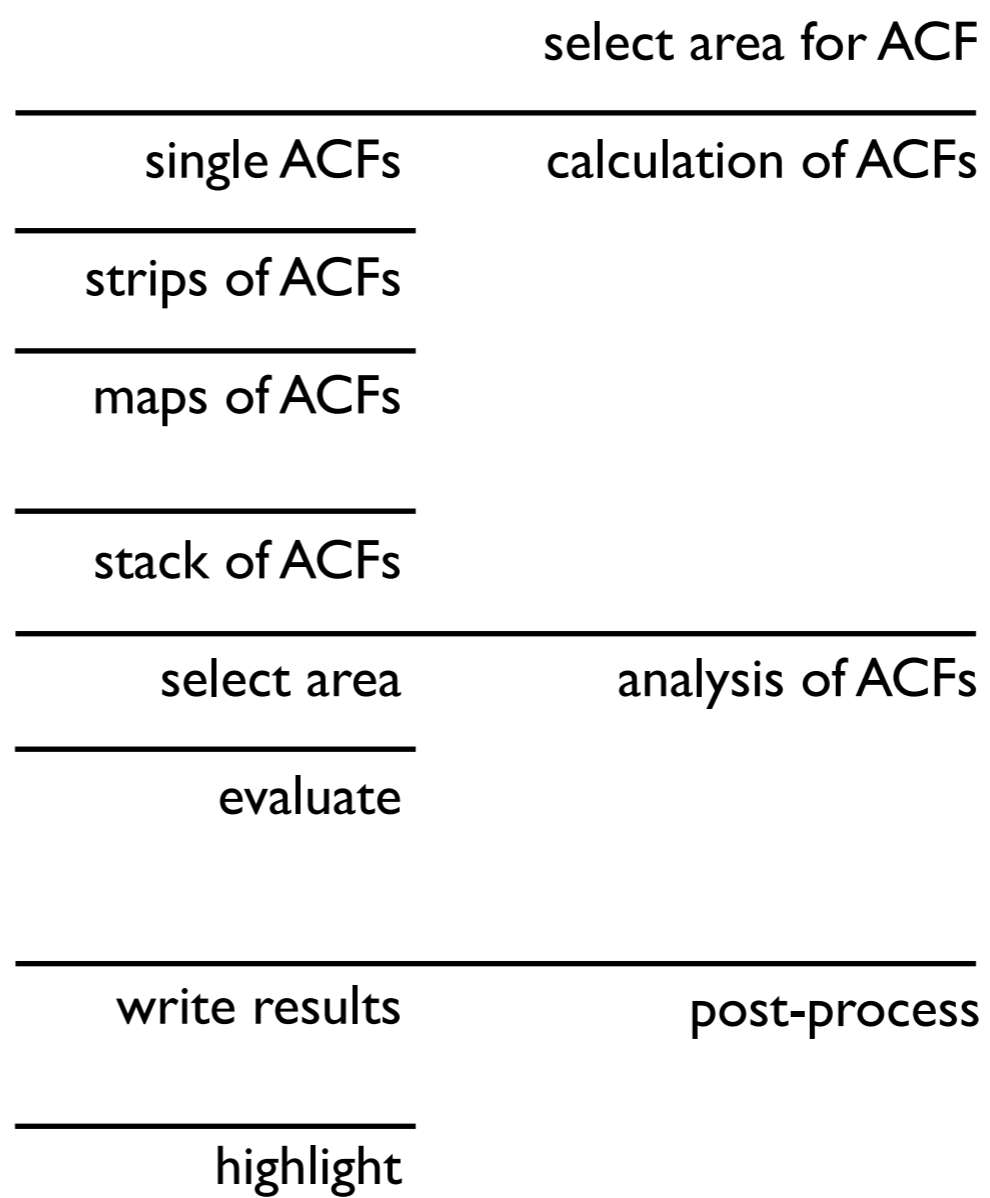 select area for ACF
single ACFs calculation of ACFs
strips of ACFs
maps of ACFs
stack of ACFs
select area analysis of ACFs
evaluate
write results post-process
highlight